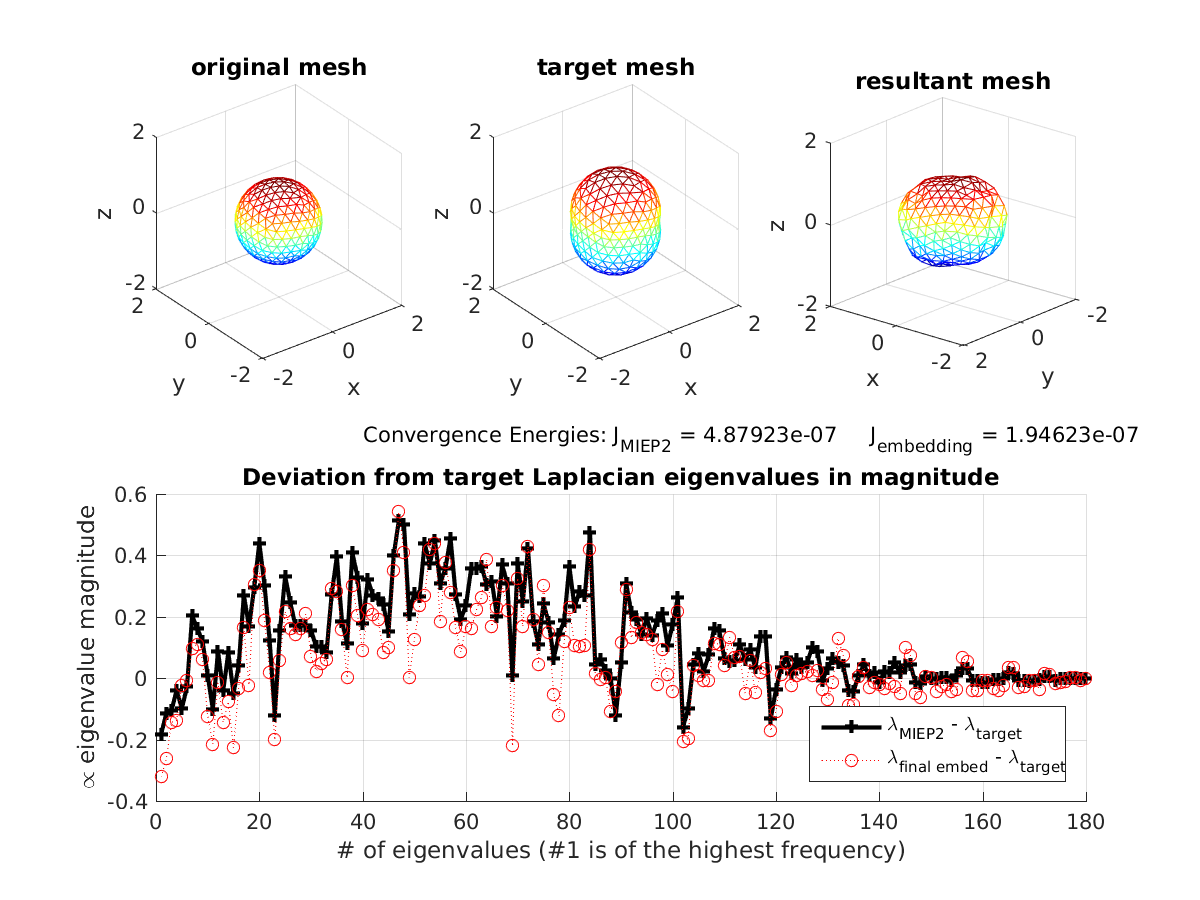 original mesh
target mesh
resultant mesh
2
0
-2
z
2
0
-2
y
-2
0
2
x
2
0
-2
z
2
0
-2
y
-2
0
2
x
2
0
-2
z
2
0
-2
x
2
0
-2
y
Convergence Energies: J_MIEP2 = 4.87923e-07 J_embedding = 1.94623e-07
Deviation from target Laplacian eigenvalues in magnitude
∝ eigenvalue magnitude
0.6
0.4
0.2
0
-0.2
-0.4
λ_MIEP2 - λ_target
λ_final embed - λ_target
0 20 40 60 80 100 120 140 160 180
# of eigenvalues (#1 is of the highest frequency)